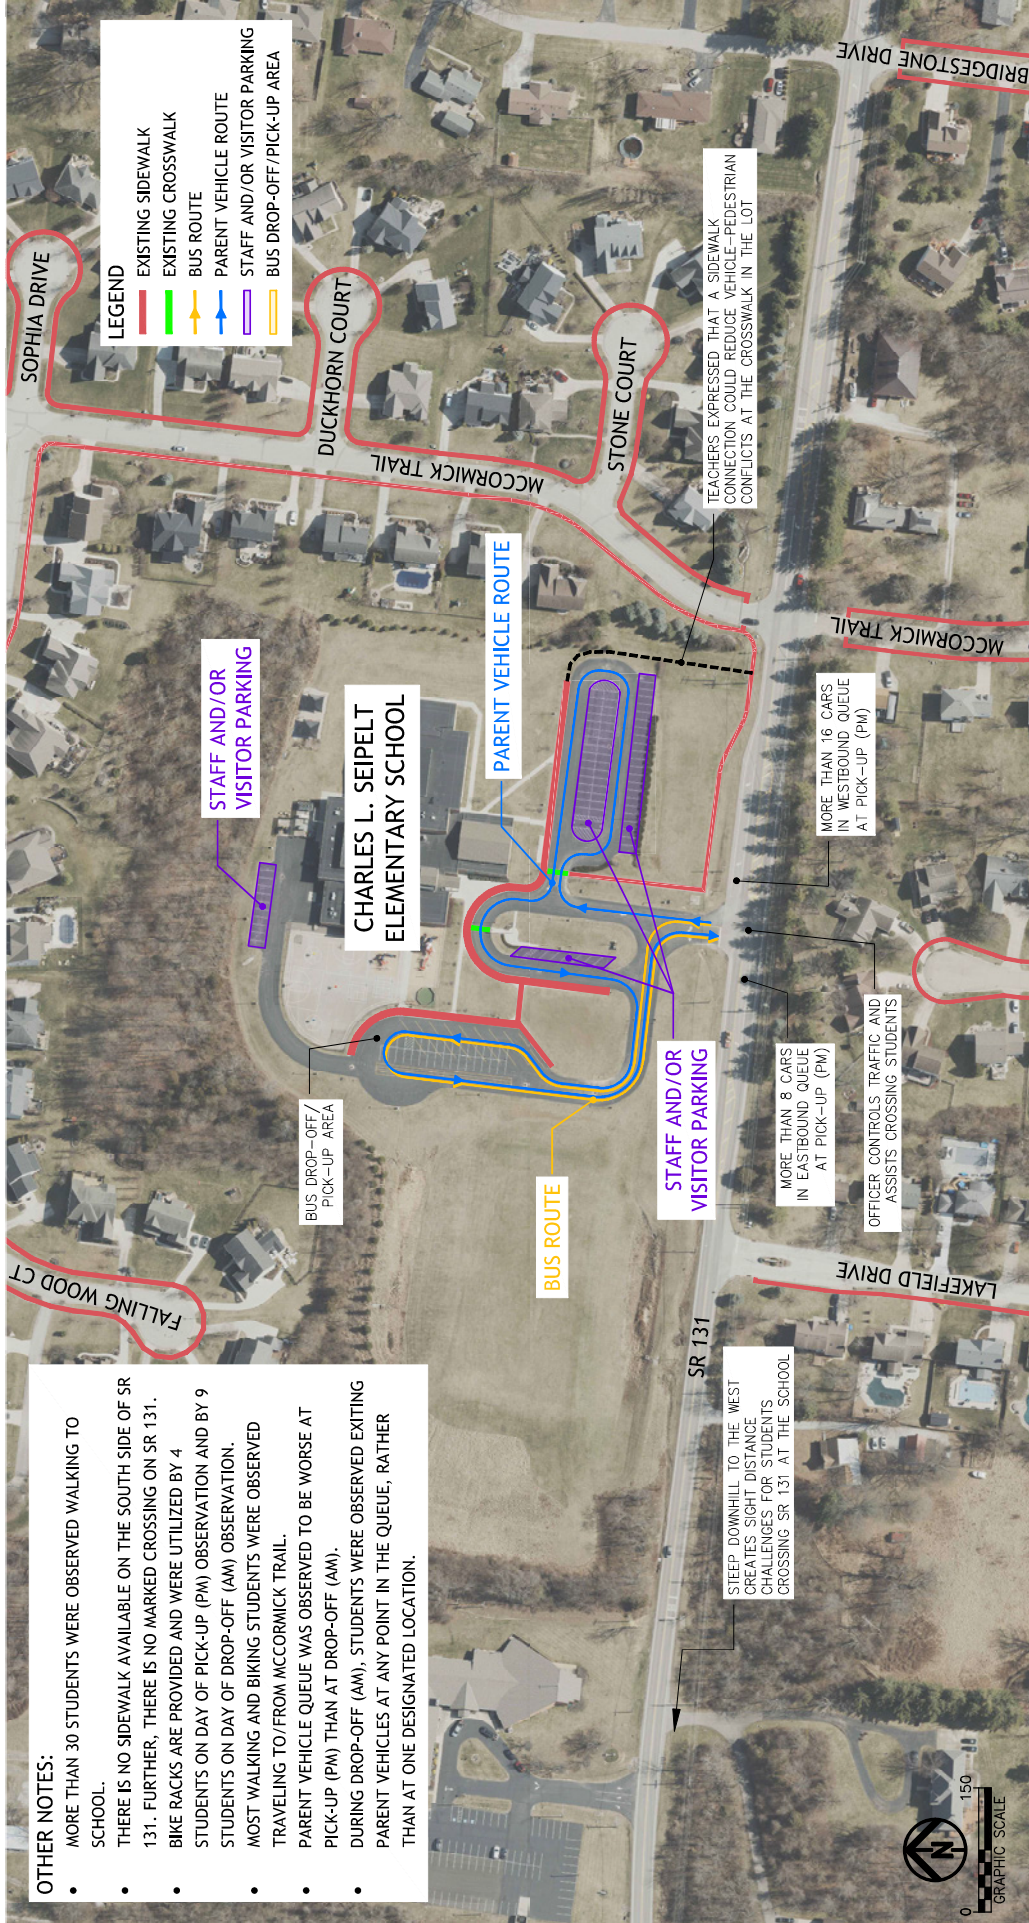 OTHER NOTES:
• MORE THAN 30 STUDENTS WERE OBSERVED WALKING TO
SCHOOL.
• THERE IS NO SIDEWALK AVAILABLE ON THE SOUTH SIDE OF SR
131. FURTHER, THERE IS NO MARKED CROSSING ON SR 131.
• BIKE RACKS ARE PROVIDED AND WERE UTILIZED BY 4
STUDENTS ON DAY OF PICK-UP (PM) OBSERVATION AND BY 9
STUDENTS ON DAY OF DROP-OFF (AM) OBSERVATION.
• MOST WALKING AND BIKING STUDENTS WERE OBSERVED
TRAVELING TO/FROM MCCORMICK TRAIL.
• PARENT VEHICLE QUEUE WAS OBSERVED TO BE WORSE AT
PICK-UP (PM) THAN AT DROP-OFF (AM).
• DURING DROP-OFF (AM), STUDENTS WERE OBSERVED EXITING
PARENT VEHICLES AT ANY POINT IN THE QUEUE, RATHER
THAN AT ONE DESIGNATED LOCATION.
FALLING WOOD CT
SOPHIA DRIVE
LEGEND
EXISTING SIDEWALK
EXISTING CROSSWALK
BUS ROUTE
PARENT VEHICLE ROUTE
STAFF AND/OR VISITOR PARKING
BUS DROP-OFF/PICK-UP AREA
STAFF AND/OR
VISITOR PARKING
DUCKHORN COURT
BUS DROP-OFF/
PICK-UP AREA
CHARLES L. SEIPELT
ELEMENTARY SCHOOL
MCCORMICK TRAIL
PARENT VEHICLE ROUTE
BUS ROUTE
STONE COURT
STAFF AND/OR
VISITOR PARKING
TEACHERS EXPRESSED THAT A SIDEWALK
CONNECTION COULD REDUCE VEHICLE-PEDESTRIAN
CONFLICTS AT THE CROSSWALK IN THE LOT
SR 131
STEEP DOWNHILL TO THE WEST
CREATES SIGHT DISTANCE
CHALLENGES FOR STUDENTS
CROSSING SR 131 AT THE SCHOOL
MORE THAN 8 CARS
IN EASTBOUND QUEUE
AT PICK-UP (PM)
MORE THAN 16 CARS
IN WESTBOUND QUEUE
AT PICK-UP (PM)
OFFICER CONTROLS TRAFFIC AND
ASSISTS CROSSING STUDENTS
LAKEFIELD DRIVE
MCCORMICK TRAIL
BRIDGESTONE DRIVE
N
0
150
GRAPHIC SCALE